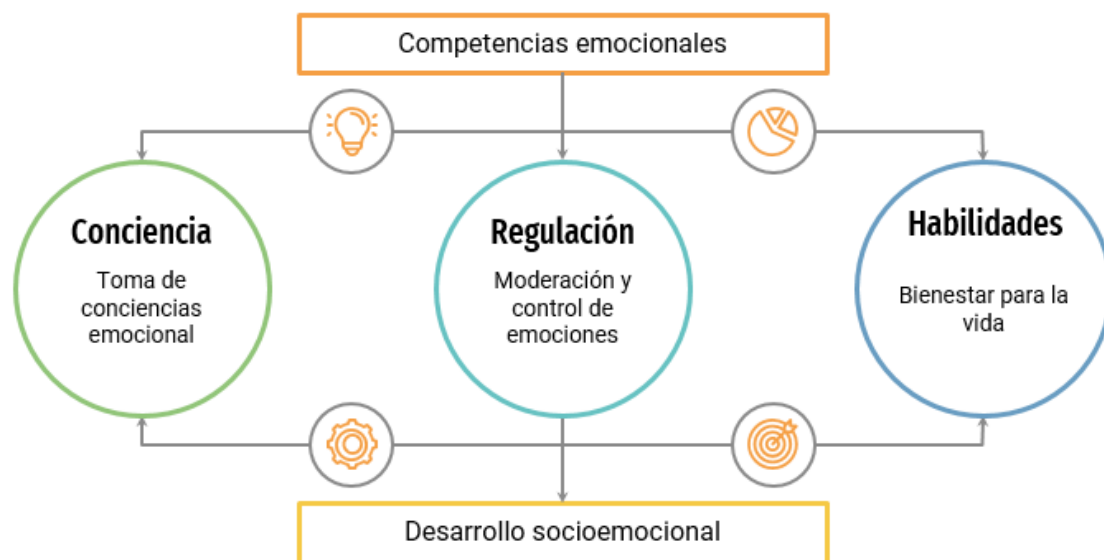 Competencias emocionales
Conciencia
Toma de
conciencias
emocional
Regulación
Moderación y
control de
emociones
Habilidades
Bienestar para la
vida
Desarrollo socioemocional